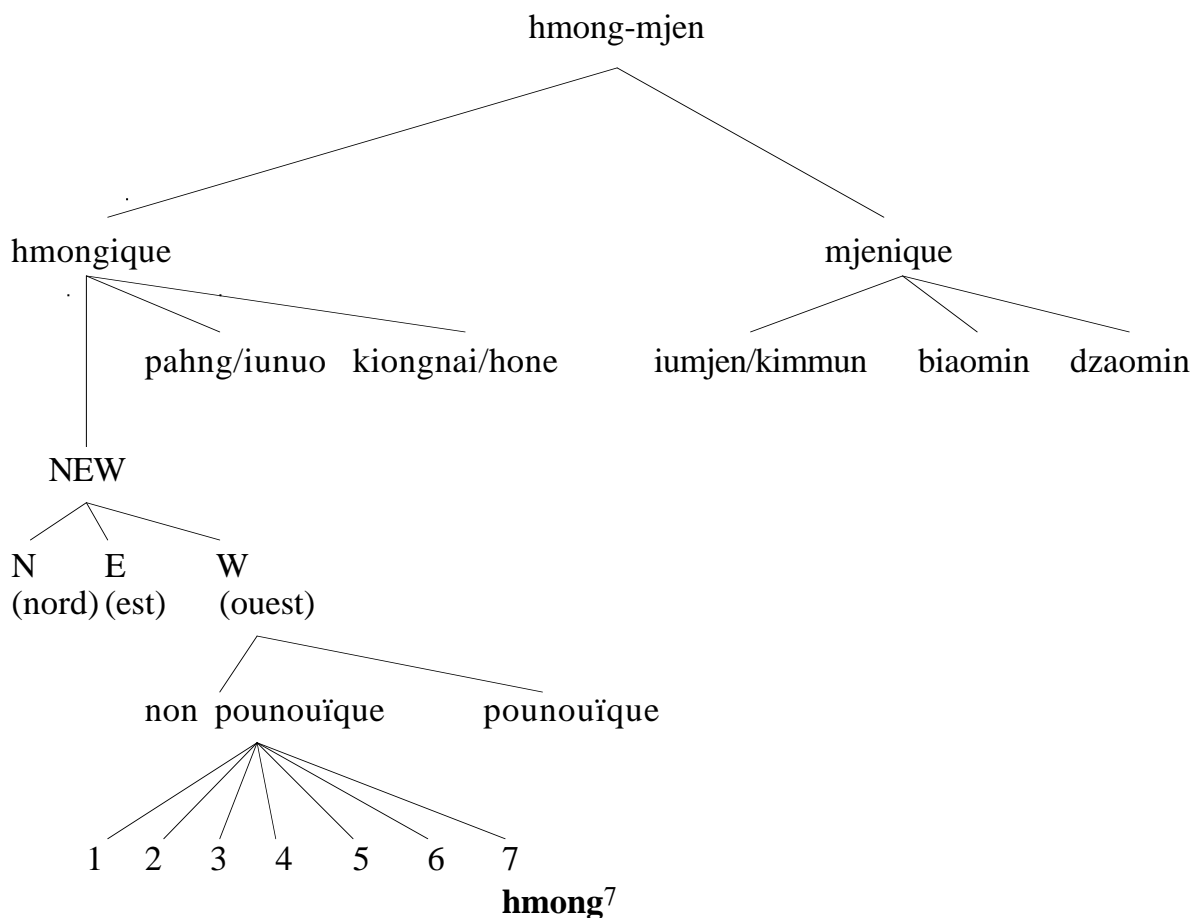 hmong-mjen
hmongique mjenique
pahng/iunuo kiongnai/hone iumjen/kimmun biaomin dzaomin
NEW
N E W
(nord) (est) (ouest)
non pounouïque pounouïque
1 2 3 4 5 6 7
hmong7